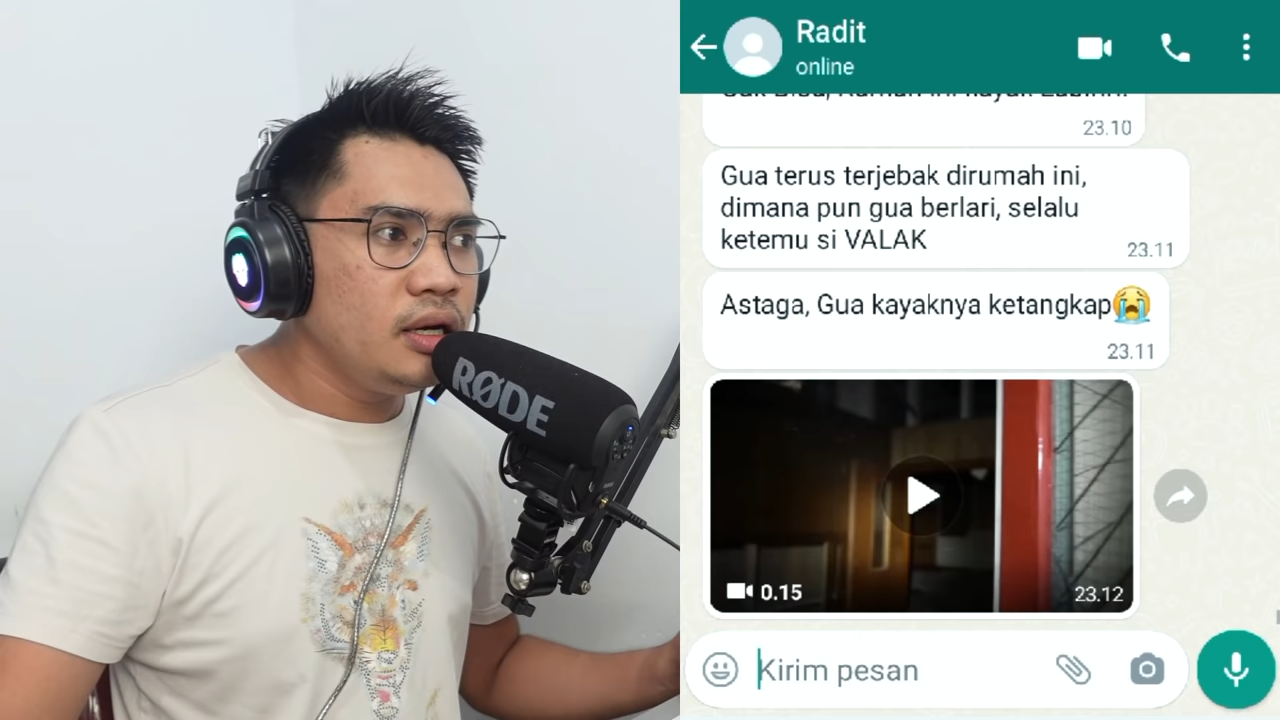 Radit
online
23.10
Gua terus terjebak dirumah ini,
dimana pun gua berlari, selalu
ketemu si VALAK
23.11
Astaga, Gua kayaknya ketangkap😭
23.11
0.15
23.12
Kirim pesan
RØDE